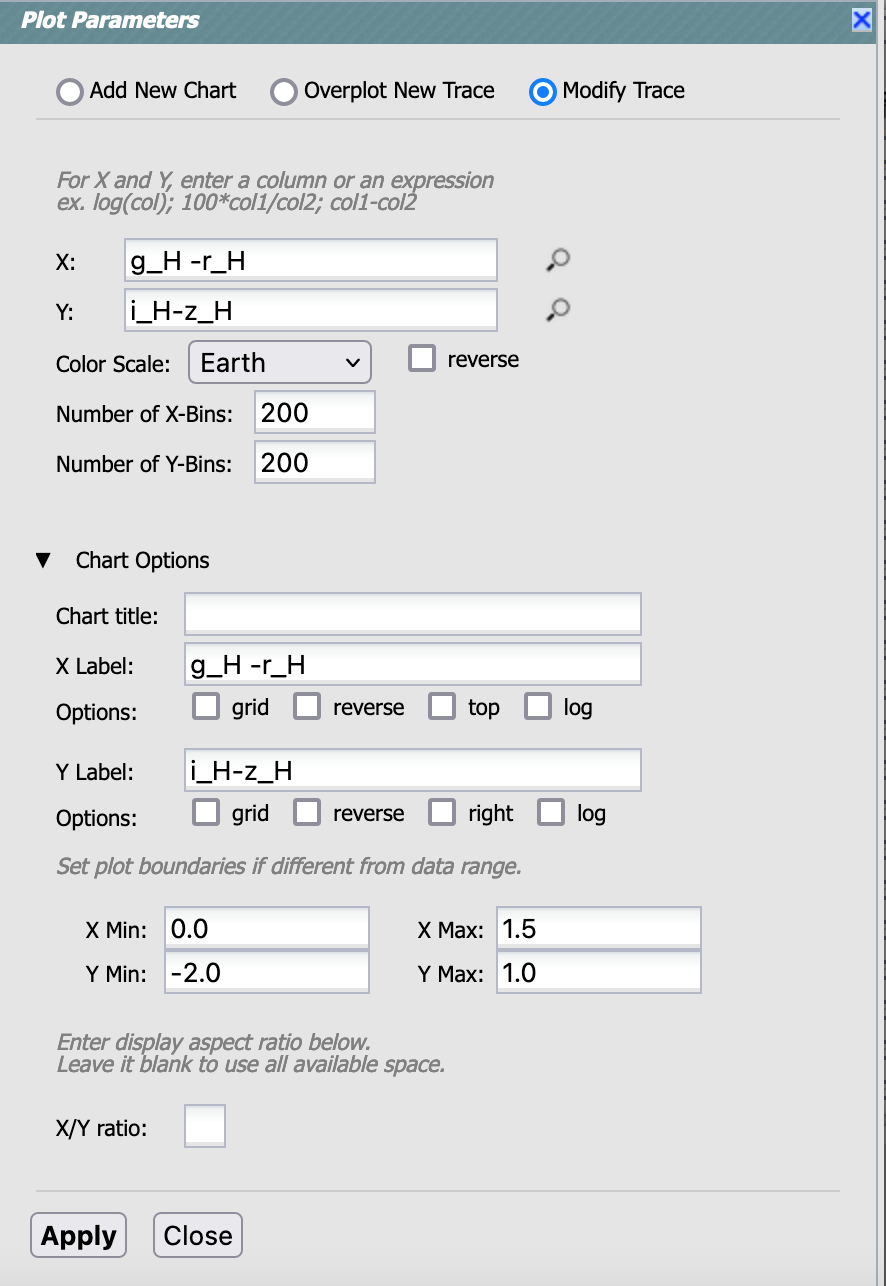 Plot Parameters
Add New Chart Overplot New Trace Modify Trace
For X and Y, enter a column or an expression
ex. log(col); 100*col1/col2; col1-col2
X: g_H -r_H
Y: i_H-z_H
Color Scale: Earth reverse
Number of X-Bins: 200
Number of Y-Bins: 200
Chart Options
Chart title:
X Label: g_H -r_H
Options: grid reverse top log
Y Label: i_H-z_H
Options: grid reverse right log
Set plot boundaries if different from data range.
X Min: 0.0 X Max: 1.5
Y Min: -2.0 Y Max: 1.0
Enter display aspect ratio below.
Leave it blank to use all available space.
X/Y ratio:
Apply Close